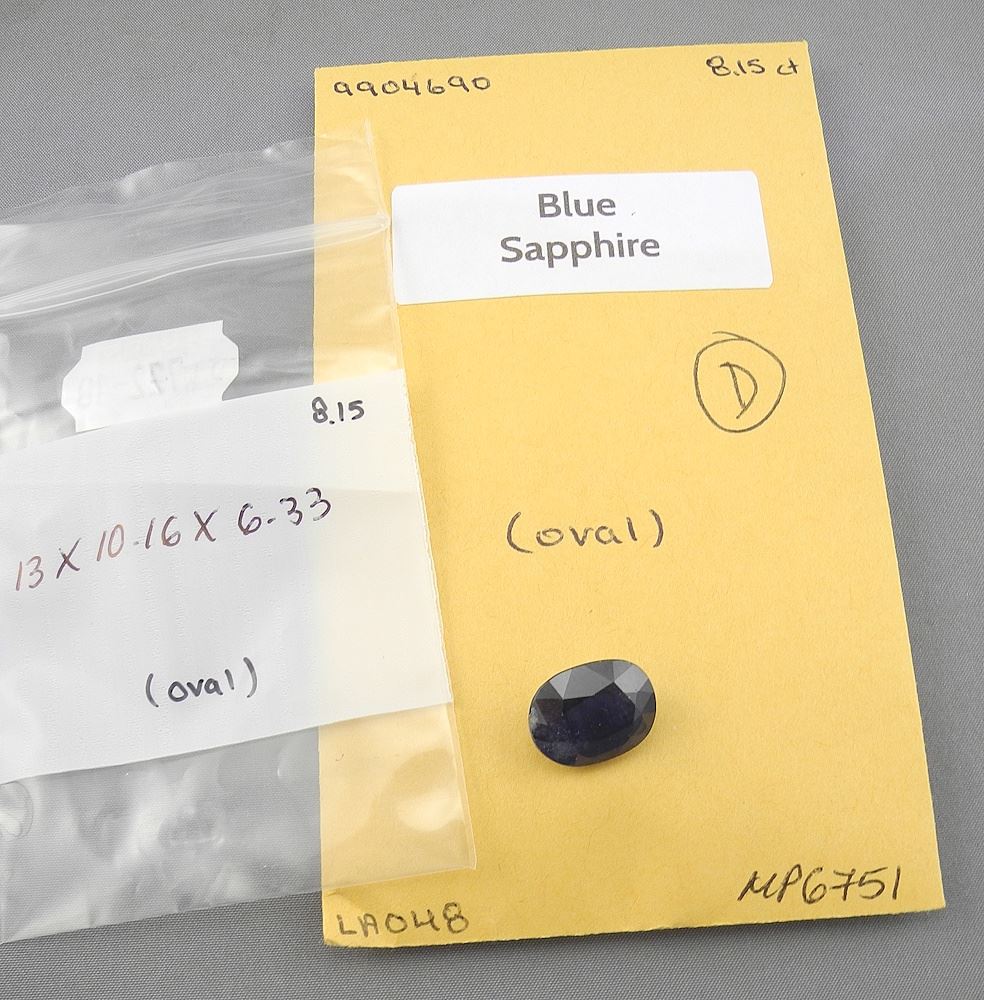 9904690
8.15 ct
Blue
Sapphire
D
(oval)
MP6751
LA048
8.15
13 X 10-16 X 6-33
(oval)